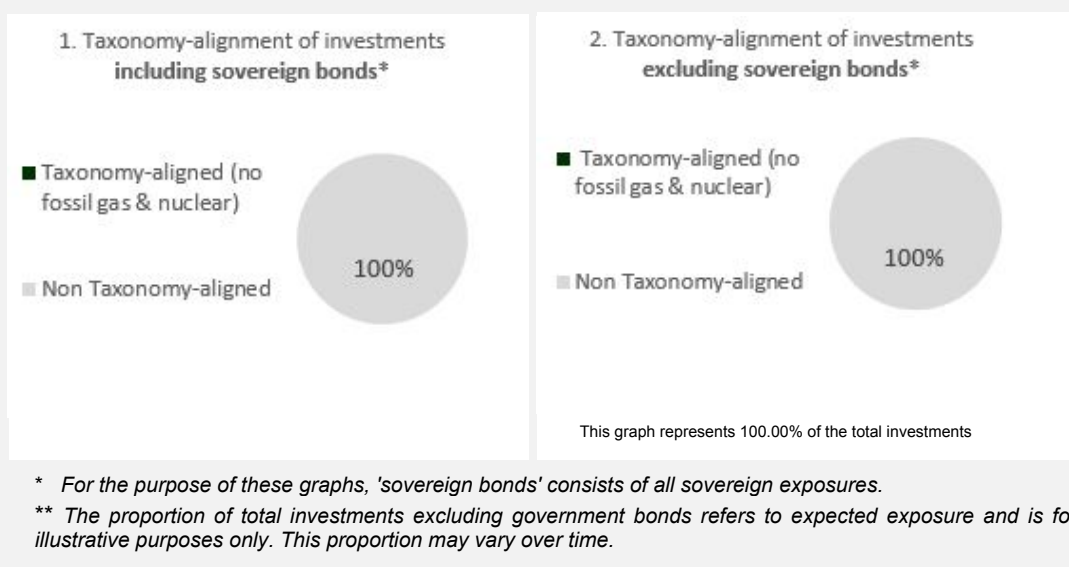 1. Taxonomy-alignment of investments
including sovereign bonds*
Taxonomy-aligned (no
fossil gas & nuclear)
Non Taxonomy-aligned
100%
2. Taxonomy-alignment of investments
excluding sovereign bonds*
Taxonomy-aligned (no
fossil gas & nuclear)
Non Taxonomy-aligned
100%
This graph represents 100.00% of the total investments
* For the purpose of these graphs, 'sovereign bonds' consists of all sovereign exposures.
** The proportion of total investments excluding government bonds refers to expected exposure and is fo
illustrative purposes only. This proportion may vary over time.